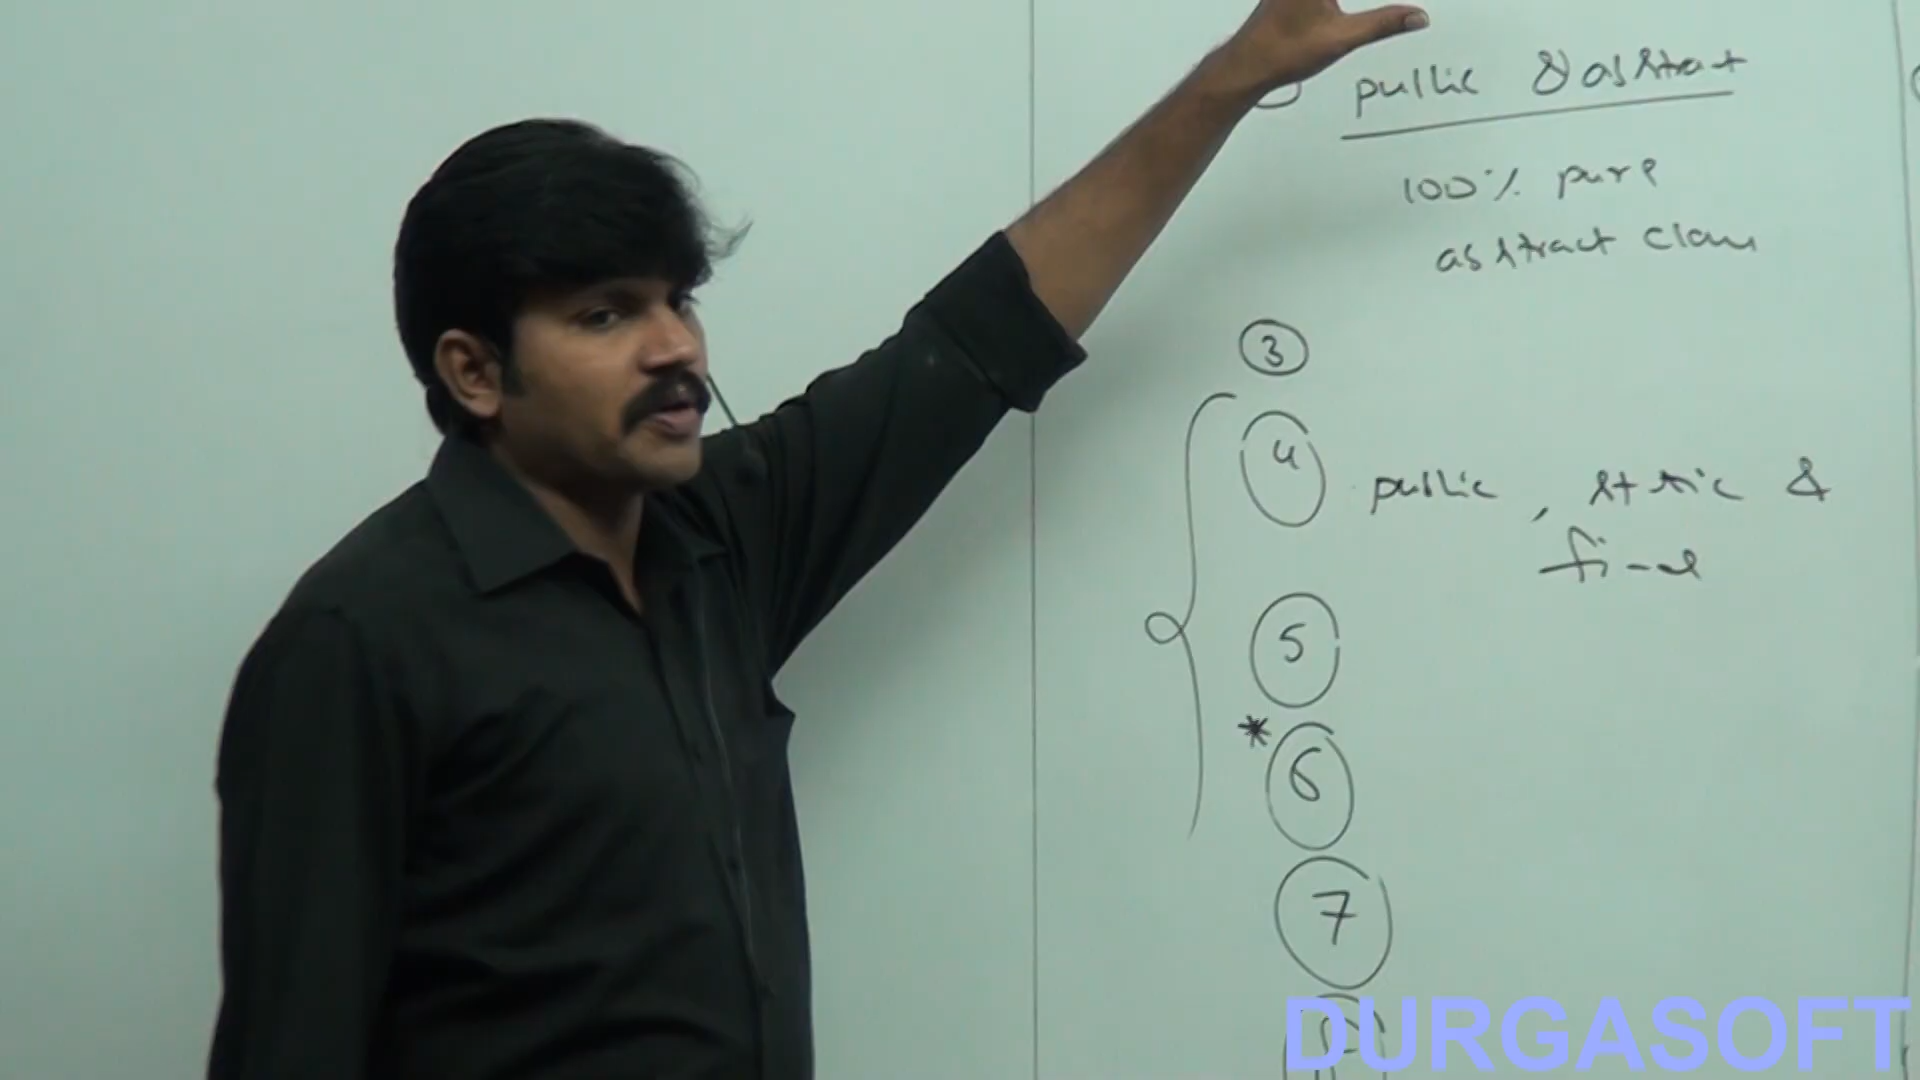 public & abstract
100% pure
abstract class
3
4 public, static &
final
5
* 6
7
DURGASOFT